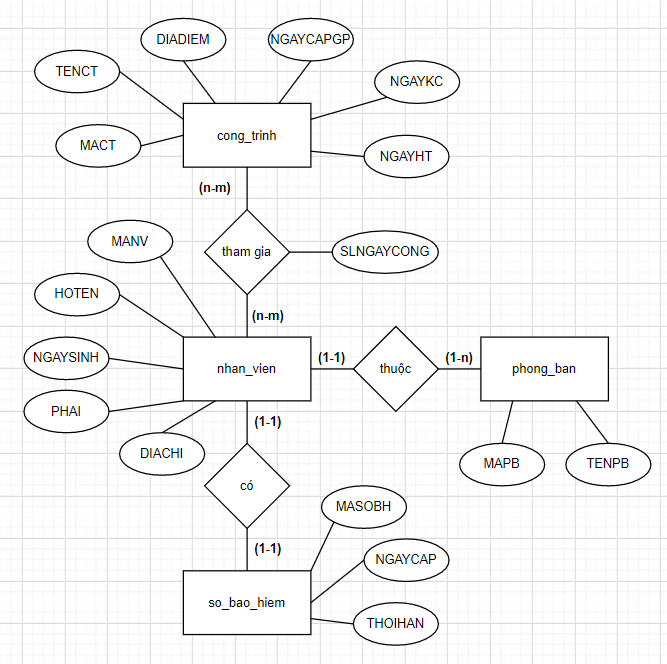 DIADIEM
NGAYCAPGP
TENCT
NGAYKC
cong_trinh
MACT
NGAYHT
(n-m)
MANV
tham gia
SLNGAYCONG
HOTEN
(n-m)
NGAYSINH
nhan_vien
(1-1)
thuộc
(1-n)
phong_ban
PHAI
(1-1)
DIACHI
MAPB
TENPB
có
MASOBH
(1-1)
NGAYCAP
so_bao_hiem
THOIHAN